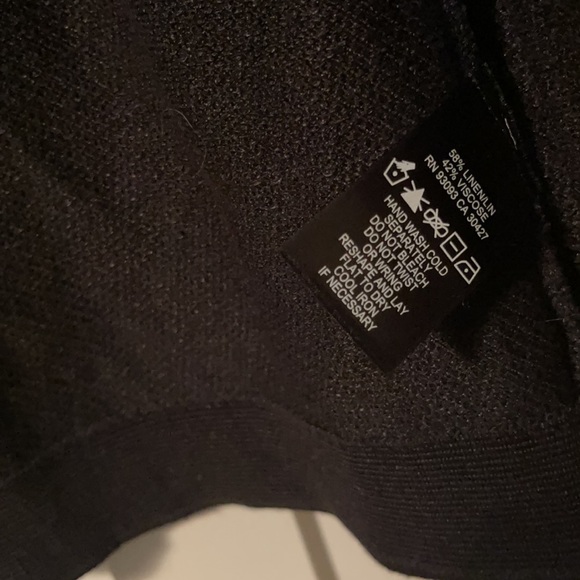 58% LINEN/LIN
42% VISCOSE
RN 93093 CA 30427
HAND WASH COLD
SEPARATELY
DO NOT BLEACH
DO NOT TWIST
OR WRING
RESHAPE AND LAY
FLAT TO DRY
COOL IRON
IF NECESSARY